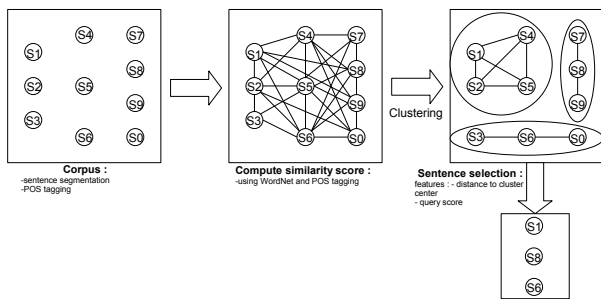 S4 S7
S1
S8
S2 S5
S9
S3
S6 S0
Corpus :
-sentence segmentation
-POS tagging
S4 S7
S1
S8
S2 S5
S9
S3
S6 S0
Compute similarity score :
-using WordNet and POS tagging
Clustering
S4 S7
S1
S8
S2 S5
S9
S3 S6 S0
Sentence selection :
features : - distance to cluster
center
- query score
S1
S8
S6